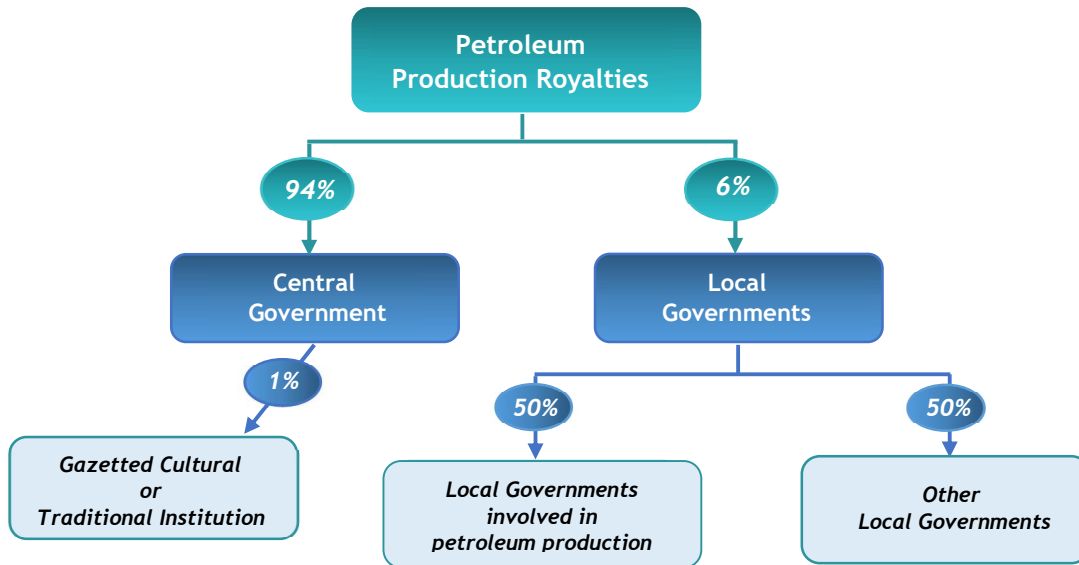 Petroleum
Production Royalties
94%
6%
Central
Government
Local
Governments
1%
50%
50%
Gazetted Cultural
or
Traditional Institution
Local Governments
involved in
petroleum production
Other
Local Governments